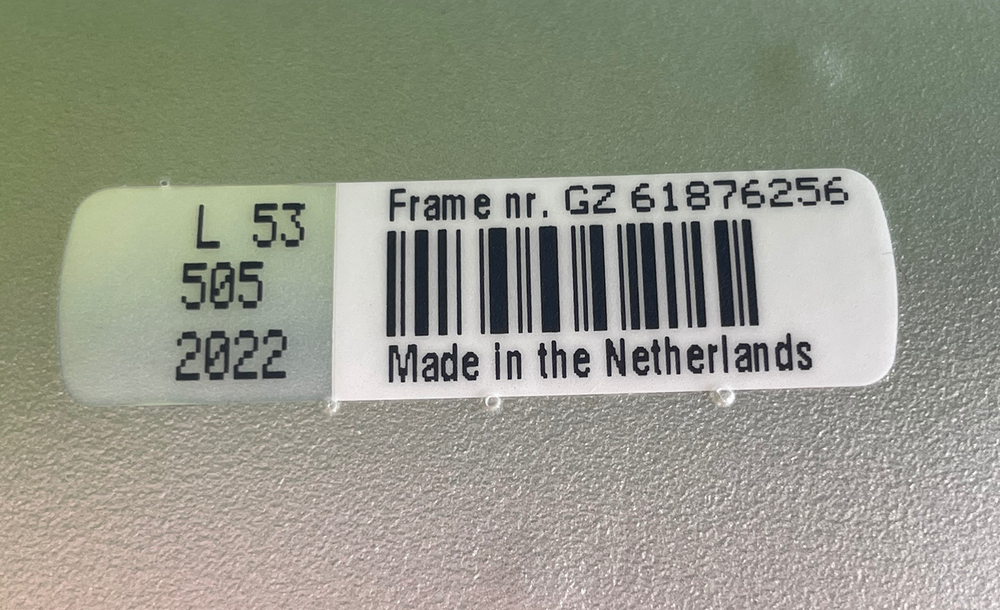 L 53
505
2022
Frame nr. GZ 61876256
Made in the Netherlands